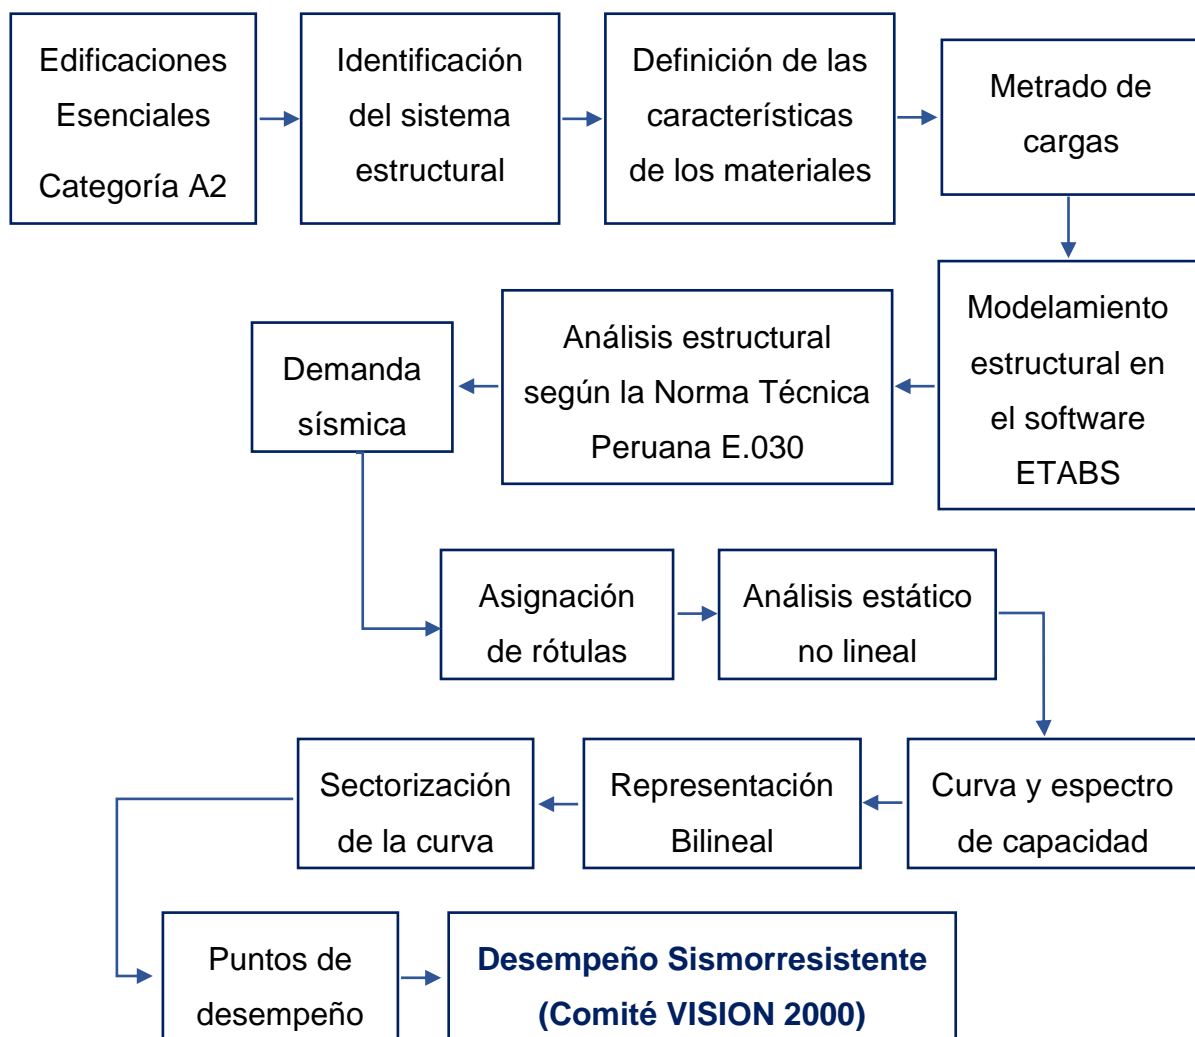 Edificaciones
Esenciales
Categoría A2
Identificación
del sistema
estructural
Definición de las
características
de los materiales
Metrado de
cargas
Modelamiento
estructural en
el software
ETABS
Análisis estructural
según la Norma Técnica
Peruana E.030
Demanda
sísmica
Asignación
de rótulas
Análisis estático
no lineal
Curva y espectro
de capacidad
Representación
Bilineal
Sectorización
de la curva
Puntos de
desempeño
Desempeño Sismorresistente
(Comité VISION 2000)